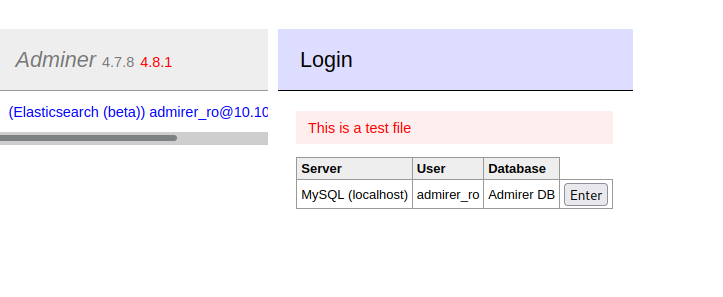 Adminer 4.7.8 4.8.1
(Elasticsearch (beta)) admirer_ro@10.10
Login
This is a test file
Server User Database
MySQL (localhost) admirer_ro Admirer DB Enter